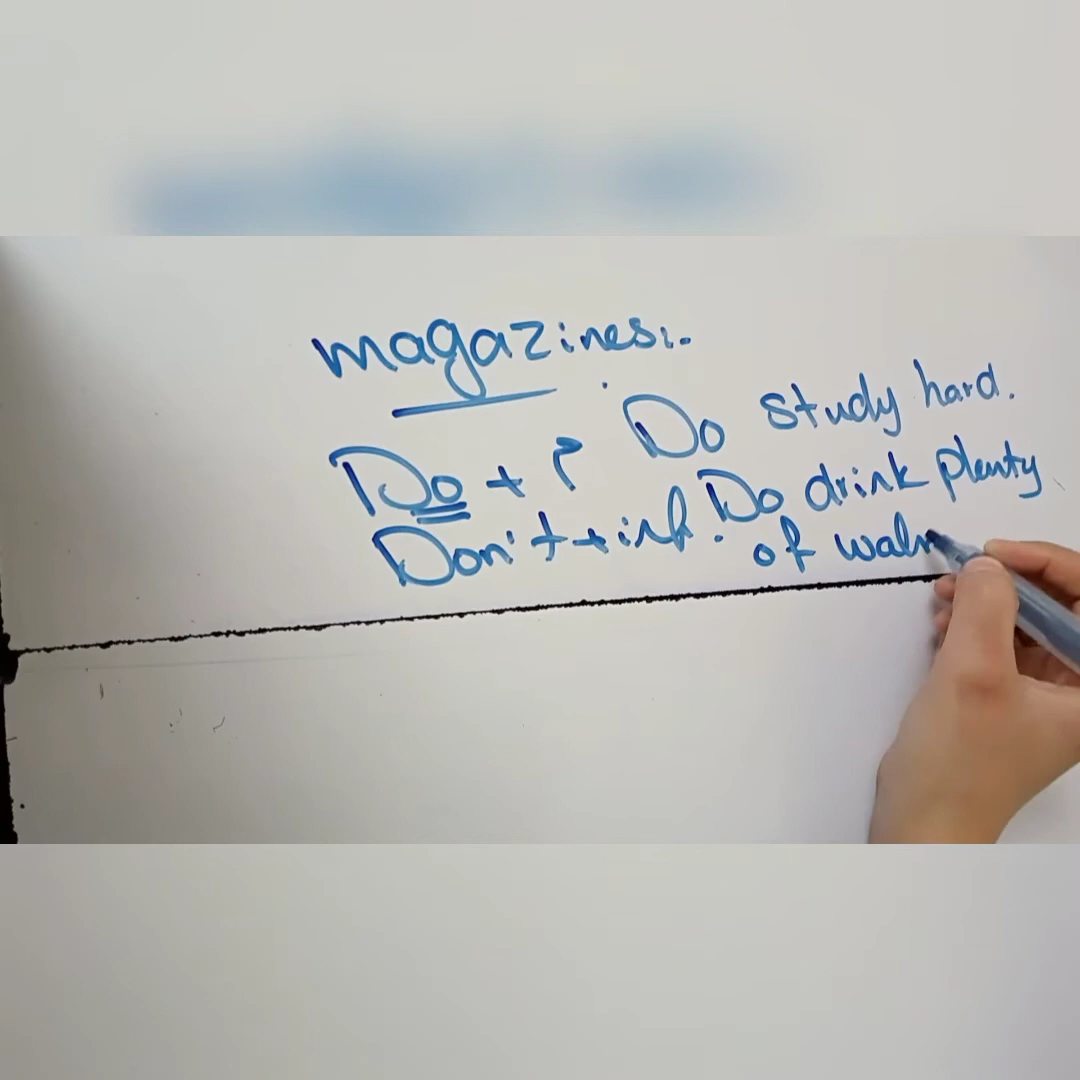 magazines:.
Do + م Do study hard.
Don't + inf. Do drink plenty
of